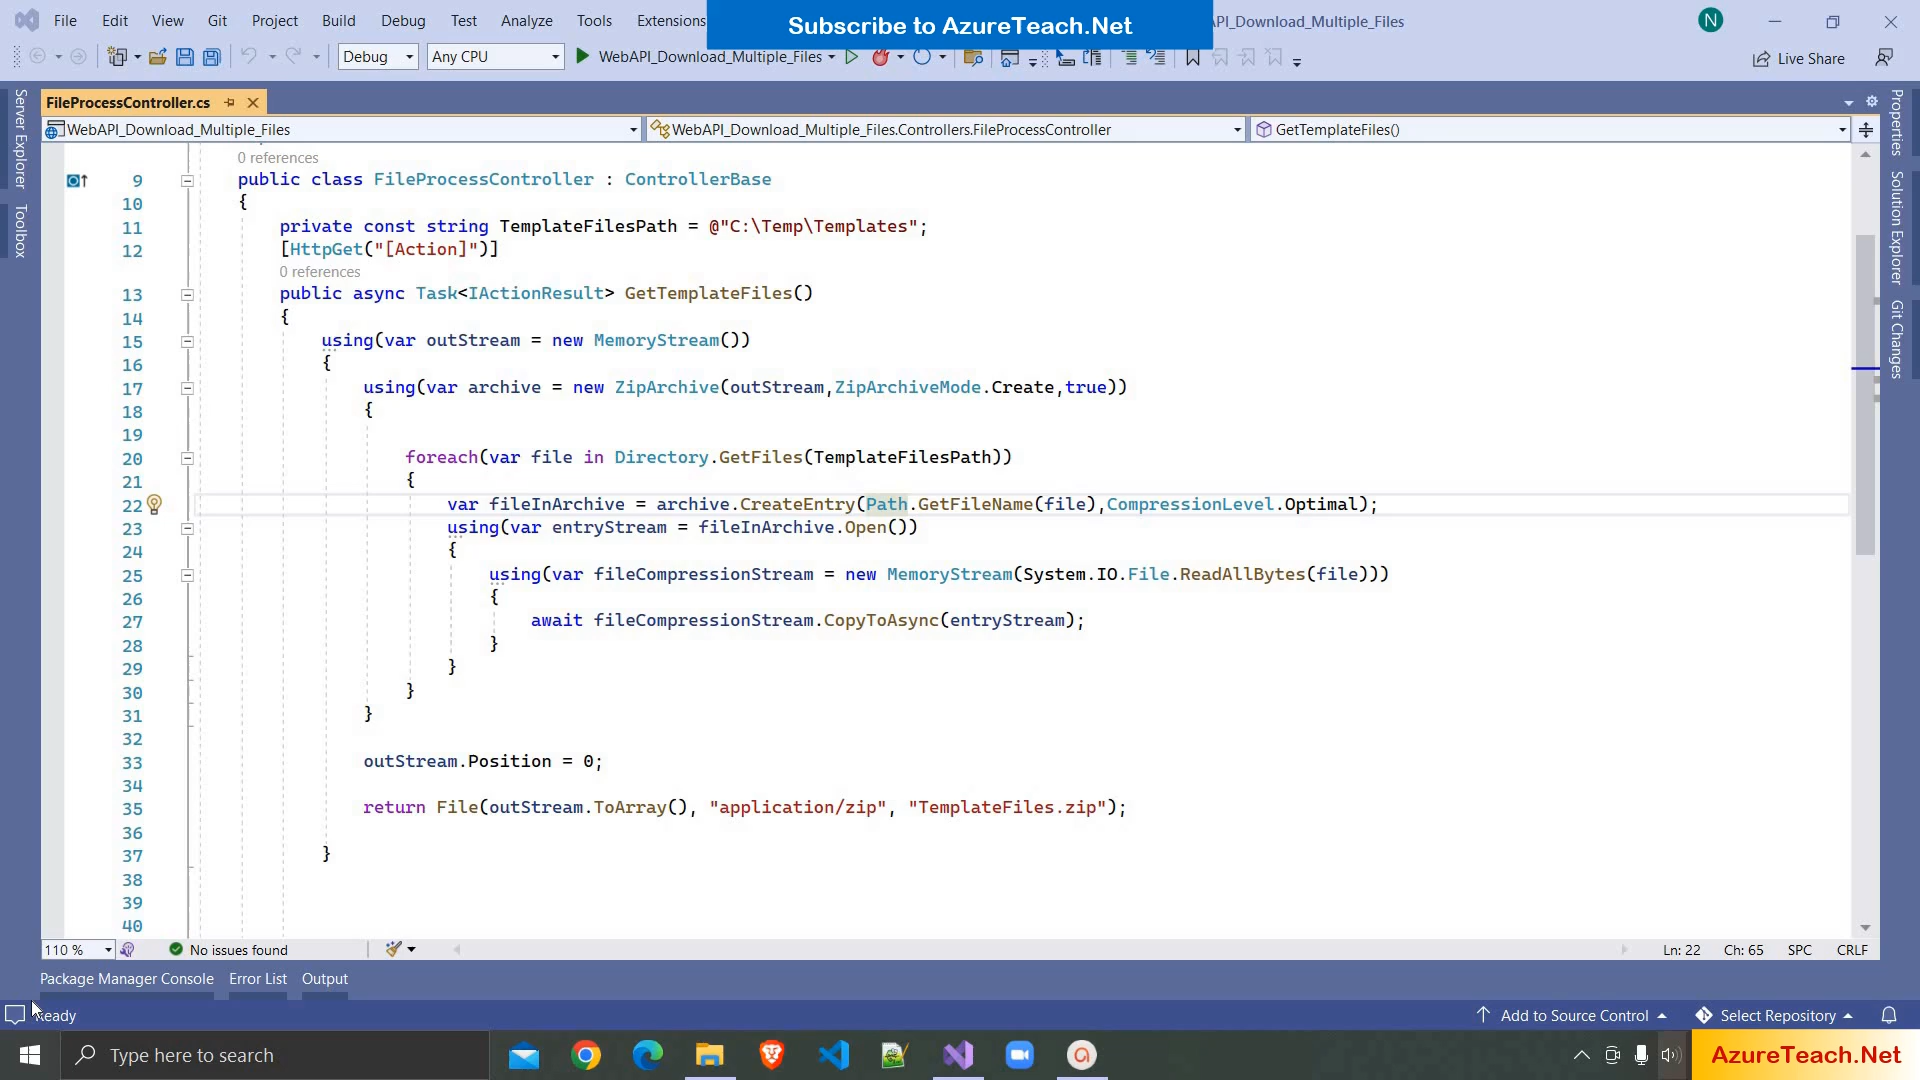 File Edit View Git Project Build Debug Test Analyze Tools Extensions
Subscribe to AzureTeach.Net
API_Download_Multiple_Files
N
Debug Any CPU WebAPI_Download_Multiple_Files Live Share
Server Explorer
Toolbox
Properties
Solution Explorer
Git Changes
FileProcessController.cs
WebAPI_Download_Multiple_Files WebAPI_Download_Multiple_Files.Controllers.FileProcessController GetTemplateFiles()
0 references
9 public class FileProcessController : ControllerBase
10 {
11 private const string TemplateFilesPath = @"C:\Temp\Templates";
12 [HttpGet("[Action]")]
0 references
13 public async Task<IActionResult> GetTemplateFiles()
14 {
15 using(var outStream = new MemoryStream())
16 {
17 using(var archive = new ZipArchive(outStream,ZipArchiveMode.Create,true))
18 {
19
20 foreach(var file in Directory.GetFiles(TemplateFilesPath))
21 {
22 var fileInArchive = archive.CreateEntry(Path.GetFileName(file),CompressionLevel.Optimal);
23 using(var entryStream = fileInArchive.Open())
24 {
25 using(var fileCompressionStream = new MemoryStream(System.IO.File.ReadAllBytes(file)))
26 {
27 await fileCompressionStream.CopyToAsync(entryStream);
28 }
29 }
30 }
31 }
32
33 outStream.Position = 0;
34
35 return File(outStream.ToArray(), "application/zip", "TemplateFiles.zip");
36
37 }
38
39
40
110 % No issues found Ln: 22 Ch: 65 SPC CRLF
Package Manager Console Error List Output
Ready Add to Source Control Select Repository
Type here to search
AzureTeach.Net